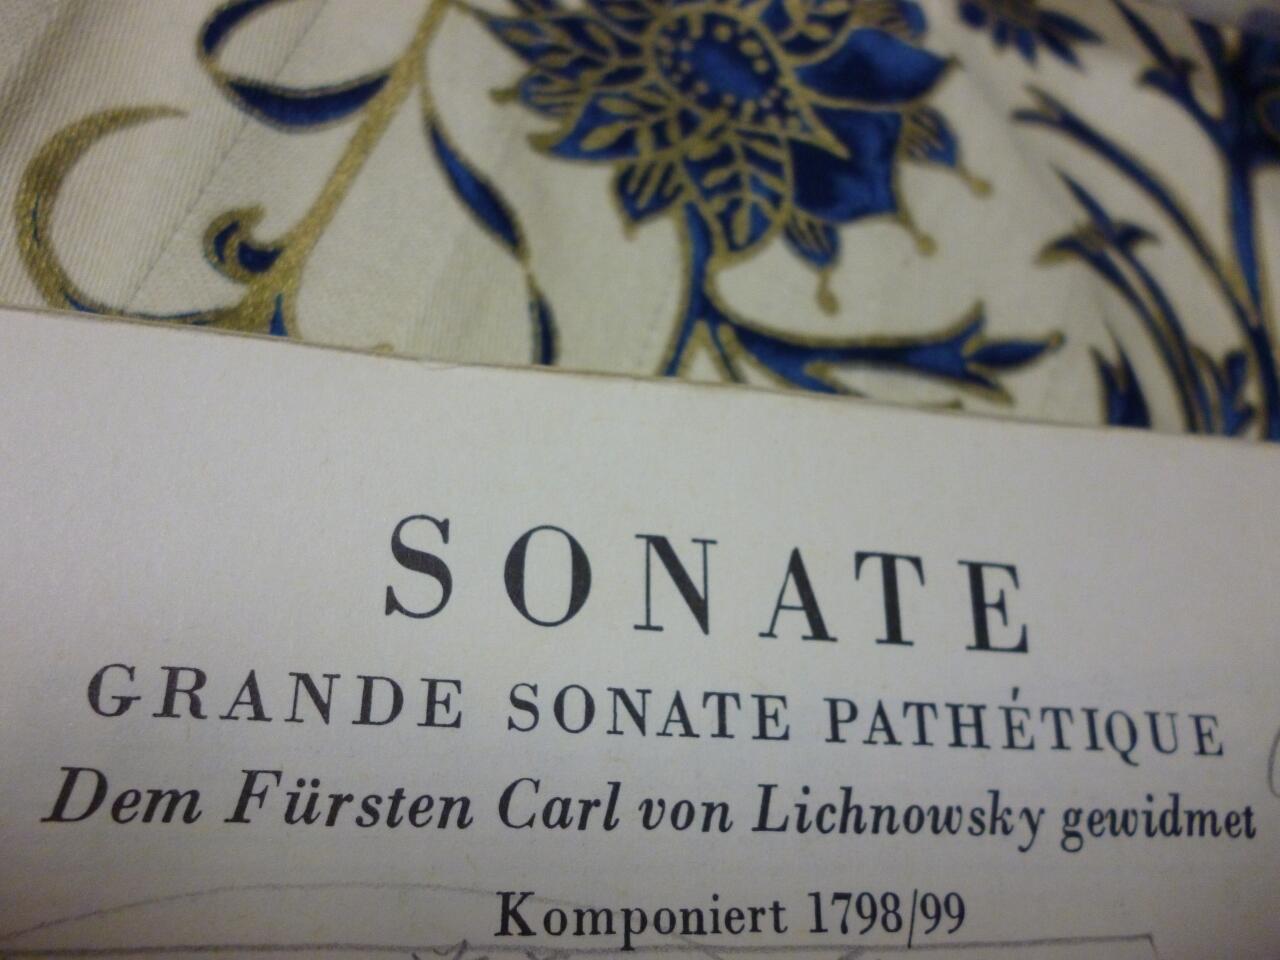 SONATE
GRANDE SONATE PATHÉTIQUE
Dem Fürsten Carl von Lichnowsky gewidmet
Komponiert 1798/99